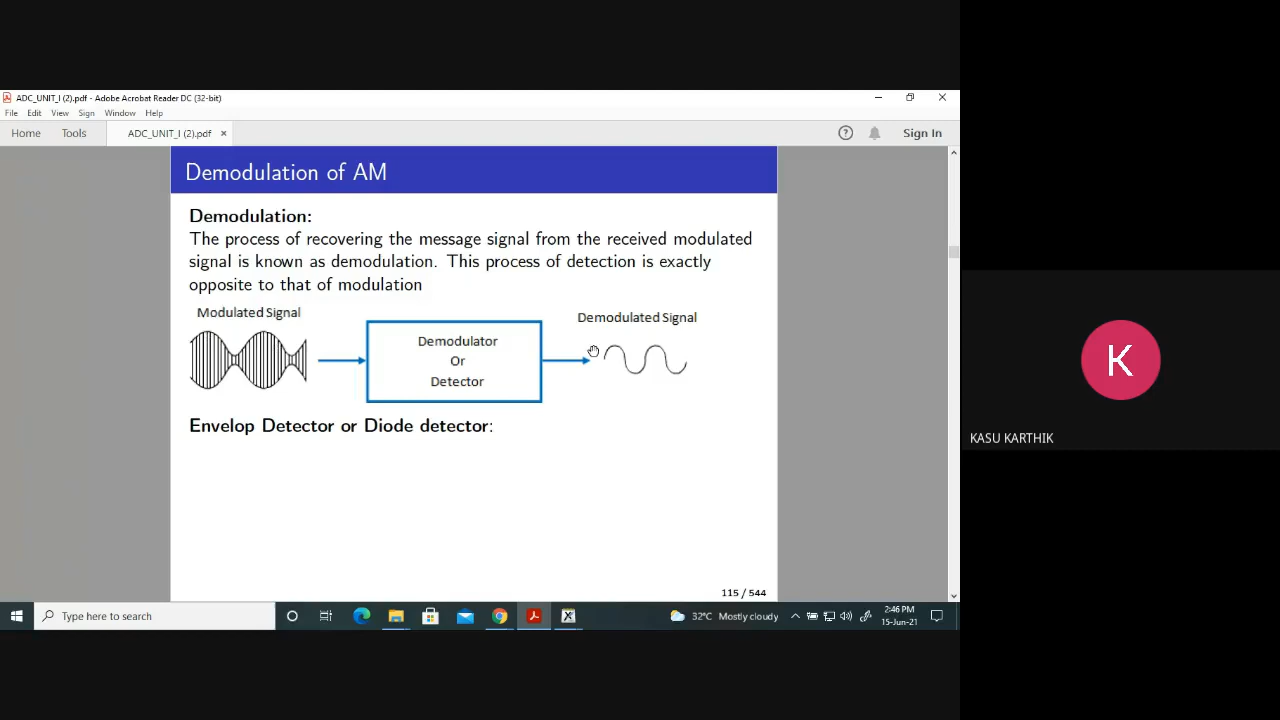 ADC_UNIT_I (2).pdf - Adobe Acrobat Reader DC (32-bit)
File Edit View Sign Window Help
Home Tools ADC_UNIT_I (2).pdf × Sign In
Demodulation of AM
Demodulation:
The process of recovering the message signal from the received modulated
signal is known as demodulation. This process of detection is exactly
opposite to that of modulation
Modulated Signal
Demodulated Signal
Demodulator
Or
Detector
Envelop Detector or Diode detector:
115 / 544
K
KASU KARTHIK
Type here to search
32°C Mostly cloudy
2:46 PM
15-Jun-21